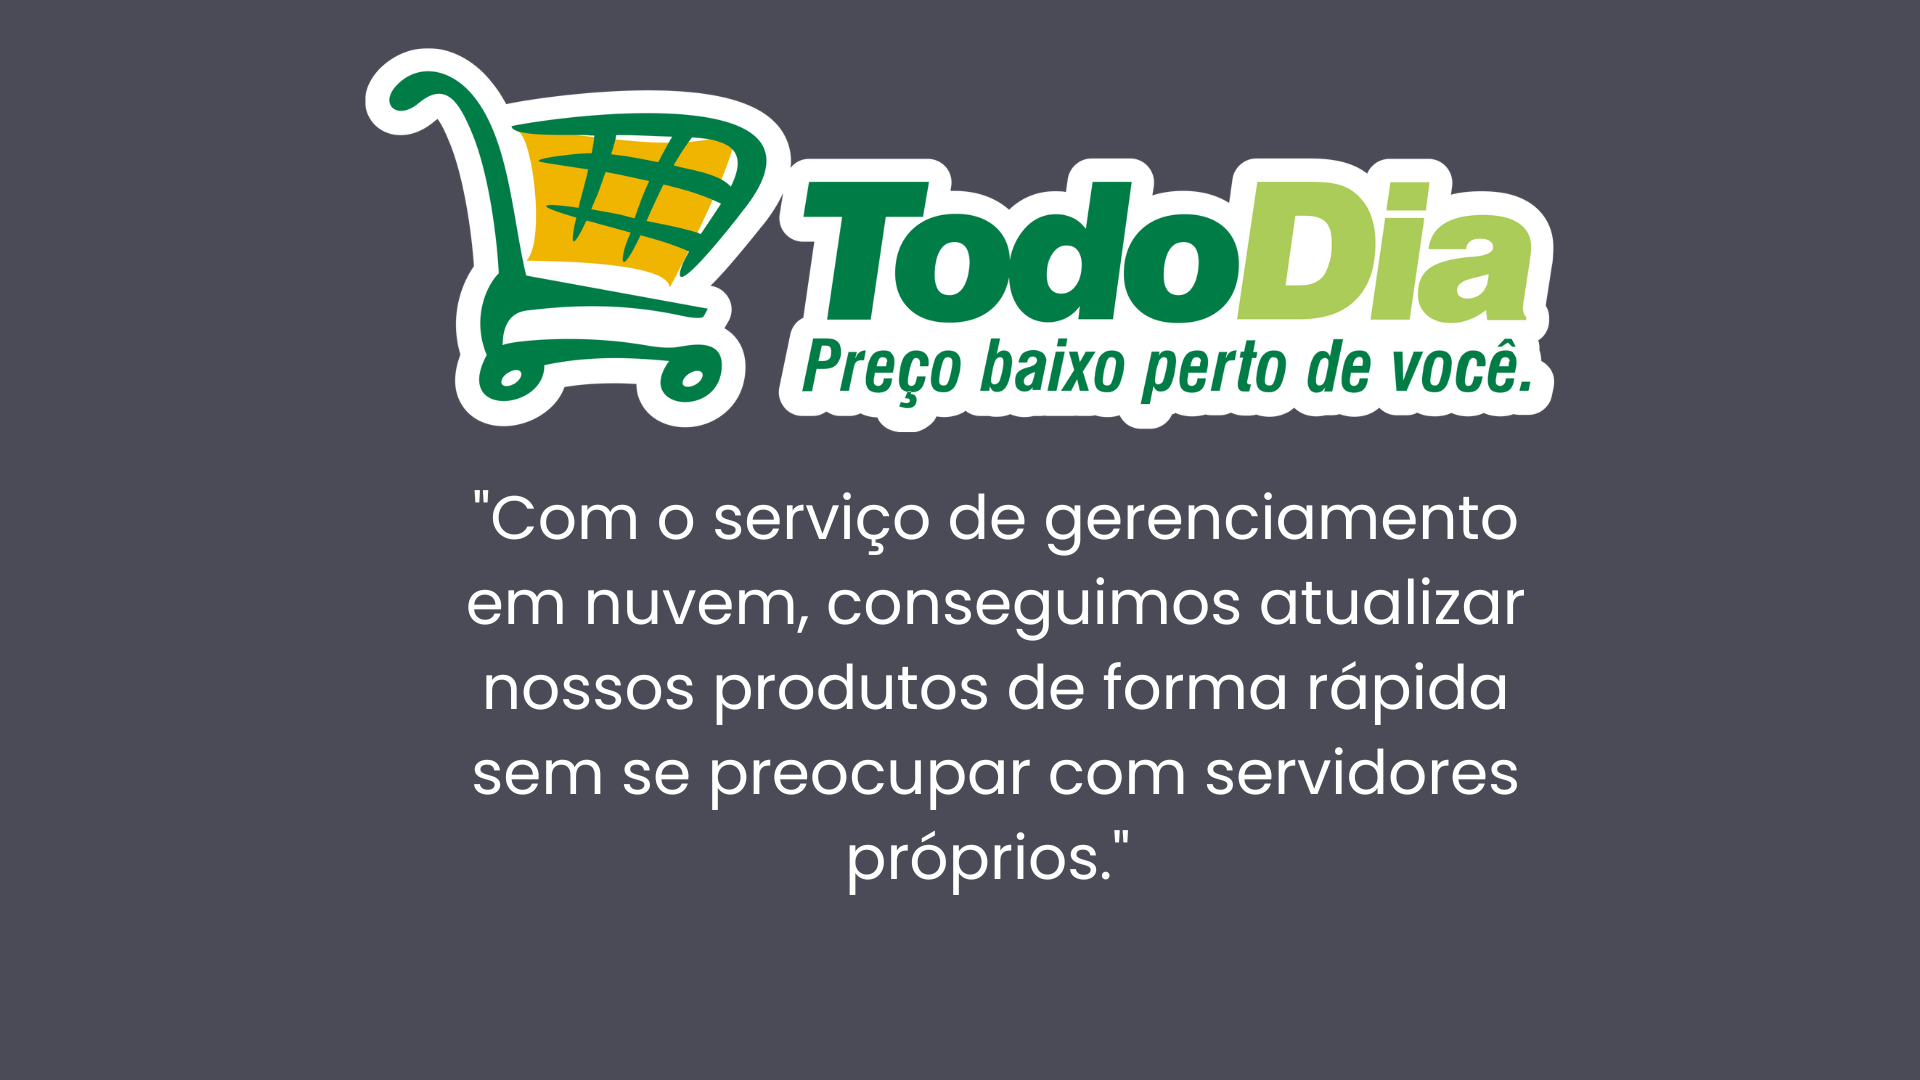 TodoDia
Preço baixo perto de você.
"Com o serviço de gerenciamento
em nuvem, conseguimos atualizar
nossos produtos de forma rápida
sem se preocupar com servidores
próprios."